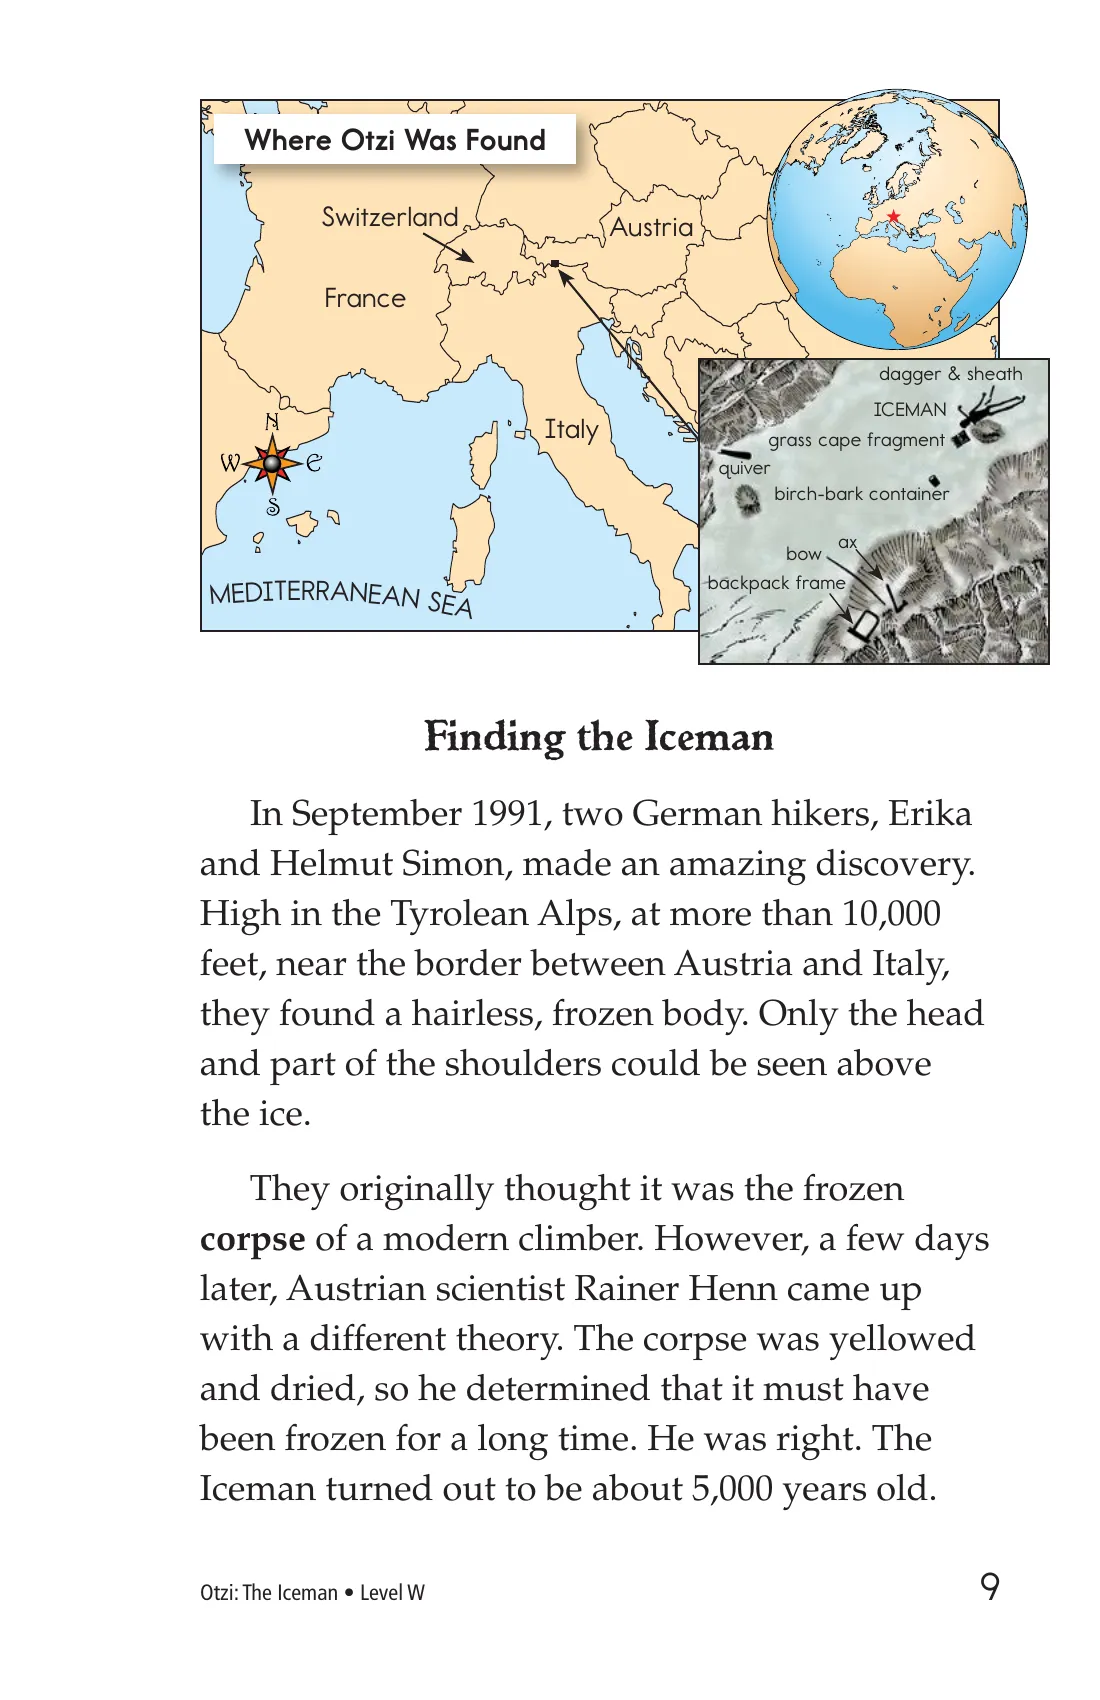 Where Otzi Was Found
Switzerland
Austria
France
Italy
N
W
E
S
MEDITERRANEAN SEA
dagger & sheath
ICEMAN
grass cape fragment
quiver
birch-bark container
ax
bow
backpack frame
Finding the Iceman
In September 1991, two German hikers, Erika
and Helmut Simon, made an amazing discovery.
High in the Tyrolean Alps, at more than 10,000
feet, near the border between Austria and Italy,
they found a hairless, frozen body. Only the head
and part of the shoulders could be seen above
the ice.
They originally thought it was the frozen
corpse of a modern climber. However, a few days
later, Austrian scientist Rainer Henn came up
with a different theory. The corpse was yellowed
and dried, so he determined that it must have
been frozen for a long time. He was right. The
Iceman turned out to be about 5,000 years old.
Otzi: The Iceman • Level W
9